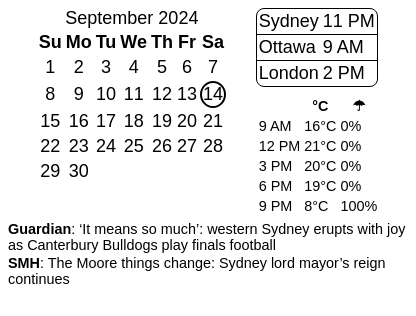 September 2024
Su Mo Tu We Th Fr Sa
1 2 3 4 5 6 7
8 9 10 11 12 13 14
15 16 17 18 19 20 21
22 23 24 25 26 27 28
29 30
Sydney 11 PM
Ottawa 9 AM
London 2 PM
°C ☂
9 AM 16°C 0%
12 PM 21°C 0%
3 PM 20°C 0%
6 PM 19°C 0%
9 PM 8°C 100%
Guardian: ‘It means so much’: western Sydney erupts with joy
as Canterbury Bulldogs play finals football
SMH: The Moore things change: Sydney lord mayor’s reign
continues